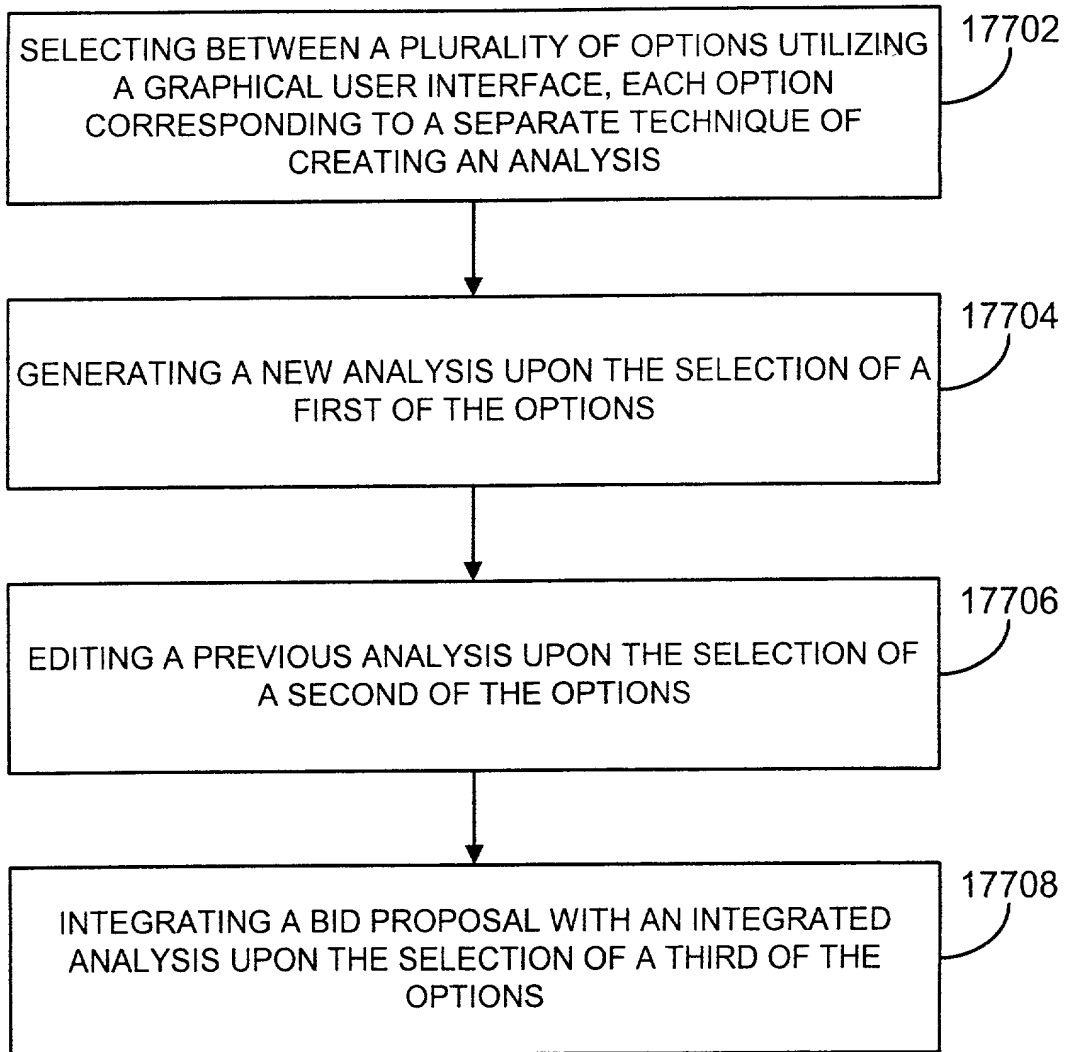 SELECTING BETWEEN A PLURALITY OF OPTIONS UTILIZING
A GRAPHICAL USER INTERFACE, EACH OPTION
CORRESPONDING TO A SEPARATE TECHNIQUE OF
CREATING AN ANALYSIS
17702
GENERATING A NEW ANALYSIS UPON THE SELECTION OF A
FIRST OF THE OPTIONS
17704
EDITING A PREVIOUS ANALYSIS UPON THE SELECTION OF
A SECOND OF THE OPTIONS
17706
INTEGRATING A BID PROPOSAL WITH AN INTEGRATED
ANALYSIS UPON THE SELECTION OF A THIRD OF THE
OPTIONS
17708